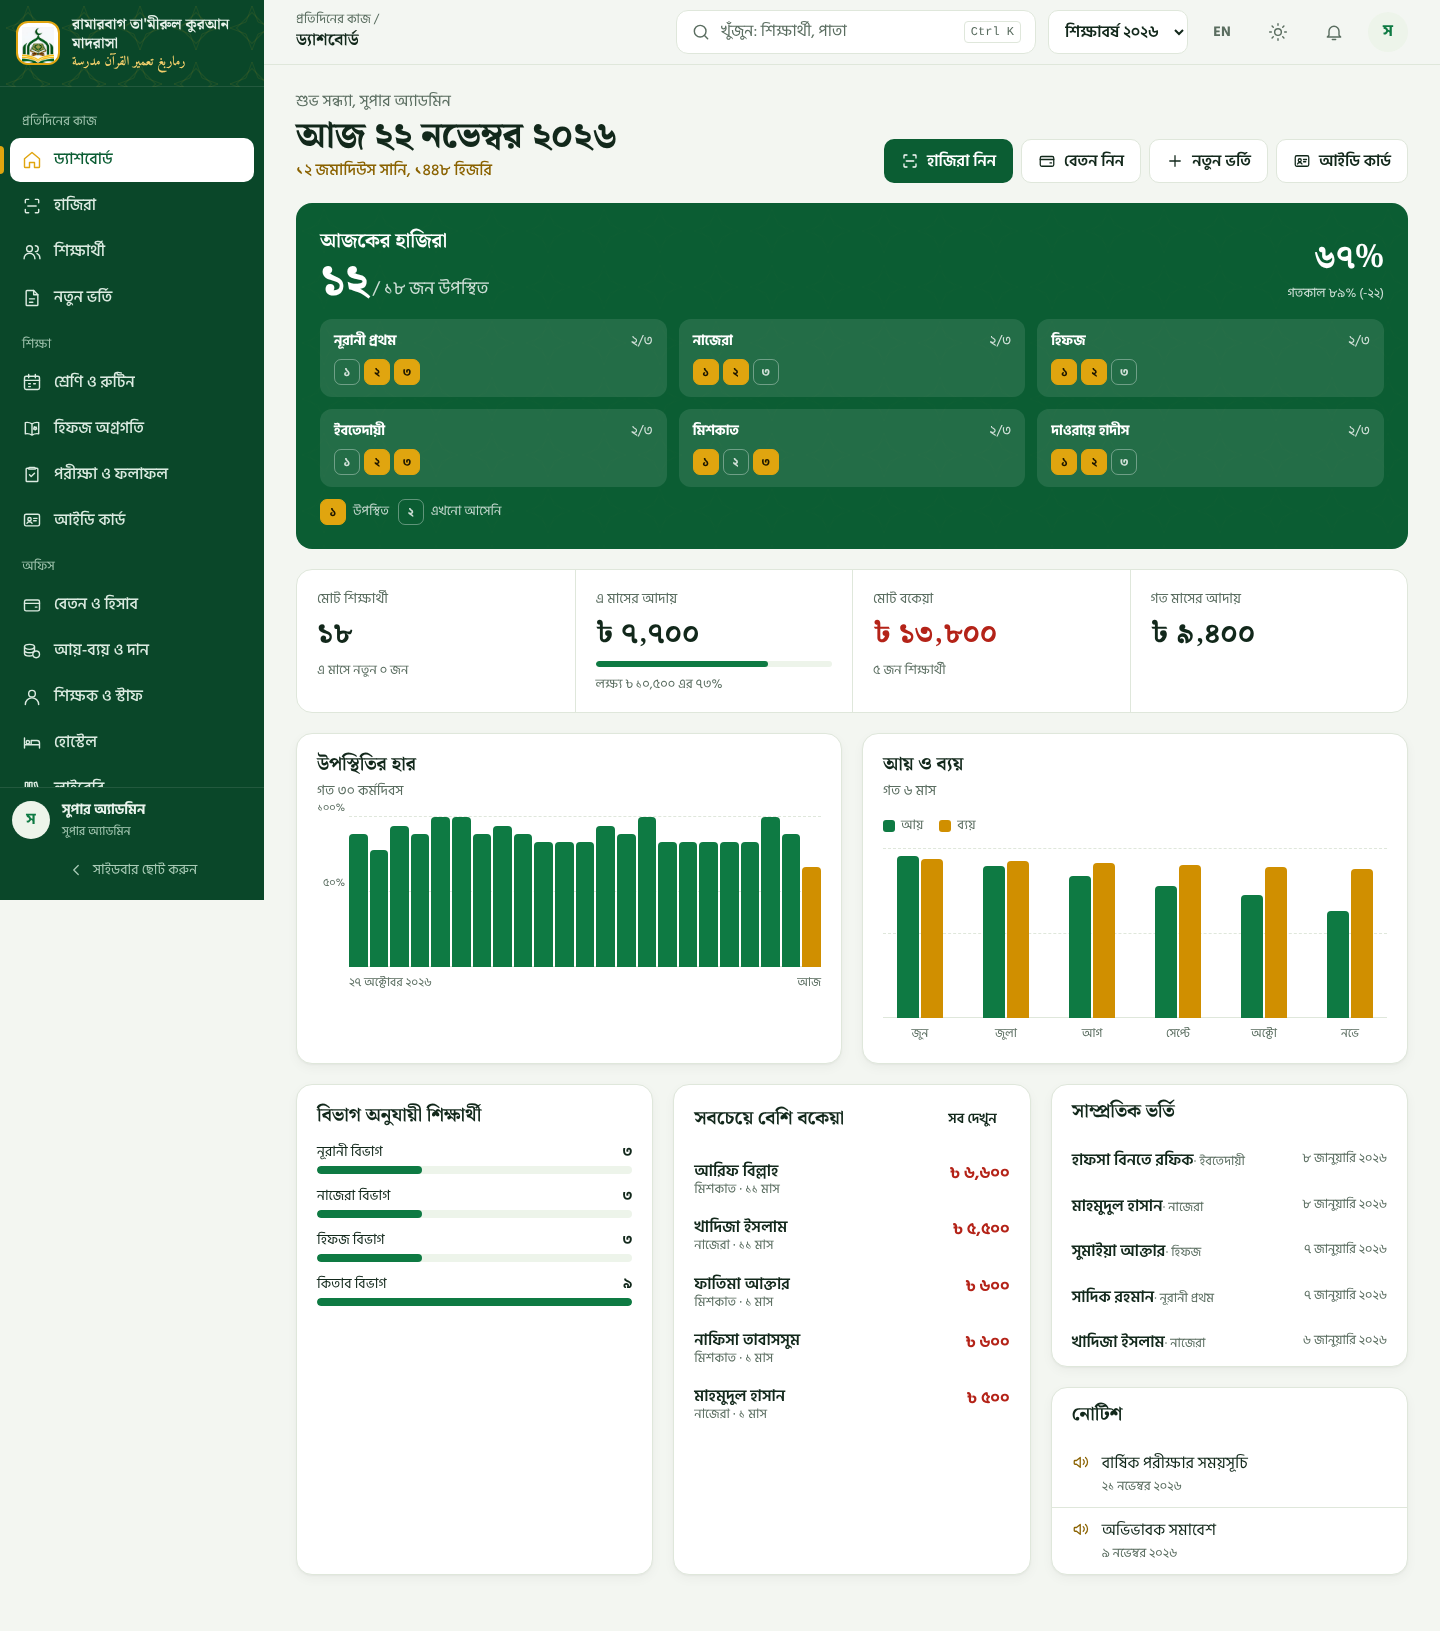 রামারবাগ তা'মীরুল কুরআন
মাদরাসা
رمارباغ تعمير القرآن مدرسة
প্রতিদিনের কাজ
ড্যাশবোর্ড
হাজিরা
শিক্ষার্থী
নতুন ভর্তি
শিক্ষা
শ্রেণি ও রুটিন
হিফজ অগ্রগতি
পরীক্ষা ও ফলাফল
আইডি কার্ড
অফিস
বেতন ও হিসাব
আয়-ব্যয় ও দান
শিক্ষক ও স্টাফ
হোস্টেল
স
সুপার অ্যাডমিন
সুপার অ্যাডমিন
সাইডবার ছোট করুন
প্রতিদিনের কাজ /
ড্যাশবোর্ড
খুঁজুন: শিক্ষার্থী, পাতা
Ctrl K
শিক্ষাবর্ষ ২০২৬
EN
স
শুভ সন্ধ্যা, সুপার অ্যাডমিন
আজ ২২ নভেম্বর ২০২৬
১২ জমাদিউস সানি, ১৪৪৮ হিজরি
হাজিরা নিন
বেতন নিন
নতুন ভর্তি
আইডি কার্ড
আজকের হাজিরা
১২ / ১৮ জন উপস্থিত
৬৭%
গতকাল ৮৯% (-২২)
নূরানী প্রথম ২/৩
১ ২ ৩
নাজেরা ২/৩
১ ২ ৩
হিফজ ২/৩
১ ২ ৩
ইবতেদায়ী ২/৩
১ ২ ৩
মিশকাত ২/৩
১ ২ ৩
দাওরায়ে হাদীস ২/৩
১ ২ ৩
১ উপস্থিত ২ এখনো আসেনি
মোট শিক্ষার্থী
১৮
এ মাসে নতুন ০ জন
এ মাসের আদায়
৳ ৭,৭০০
লক্ষ্য ৳ ১০,৫০০ এর ৭৩%
মোট বকেয়া
৳ ১৩,৮০০
৫ জন শিক্ষার্থী
গত মাসের আদায়
৳ ৯,৪০০
উপস্থিতির হার
গত ৩০ কর্মদিবস
১০০%
৫০%
২৭ অক্টোবর ২০২৬
আজ
আয় ও ব্যয়
গত ৬ মাস
আয় ব্যয়
জুন জুলা আগ সেপ্টে অক্টো নভে
বিভাগ অনুযায়ী শিক্ষার্থী
নূরানী বিভাগ ৩
নাজেরা বিভাগ ৩
হিফজ বিভাগ ৩
কিতাব বিভাগ ৯
সবচেয়ে বেশি বকেয়া
সব দেখুন
আরিফ বিল্লাহ
মিশকাত · ১১ মাস
৳ ৬,৬০০
খাদিজা ইসলাম
নাজেরা · ১১ মাস
৳ ৫,৫০০
ফাতিমা আক্তার
মিশকাত · ১ মাস
৳ ৬০০
নাফিসা তাবাসসুম
মিশকাত · ১ মাস
৳ ৬০০
মাহমুদুল হাসান
নাজেরা · ১ মাস
৳ ৫০০
সাম্প্রতিক ভর্তি
হাফসা বিনতে রফিক · ইবতেদায়ী ৮ জানুয়ারি ২০২৬
মাহমুদুল হাসান · নাজেরা ৮ জানুয়ারি ২০২৬
সুমাইয়া আক্তার · হিফজ ৭ জানুয়ারি ২০২৬
সাদিক রহমান · নূরানী প্রথম ৭ জানুয়ারি ২০২৬
খাদিজা ইসলাম · নাজেরা ৬ জানুয়ারি ২০২৬
নোটিশ
বার্ষিক পরীক্ষার সময়সূচি
২১ নভেম্বর ২০২৬
অভিভাবক সমাবেশ
৯ নভেম্বর ২০২৬